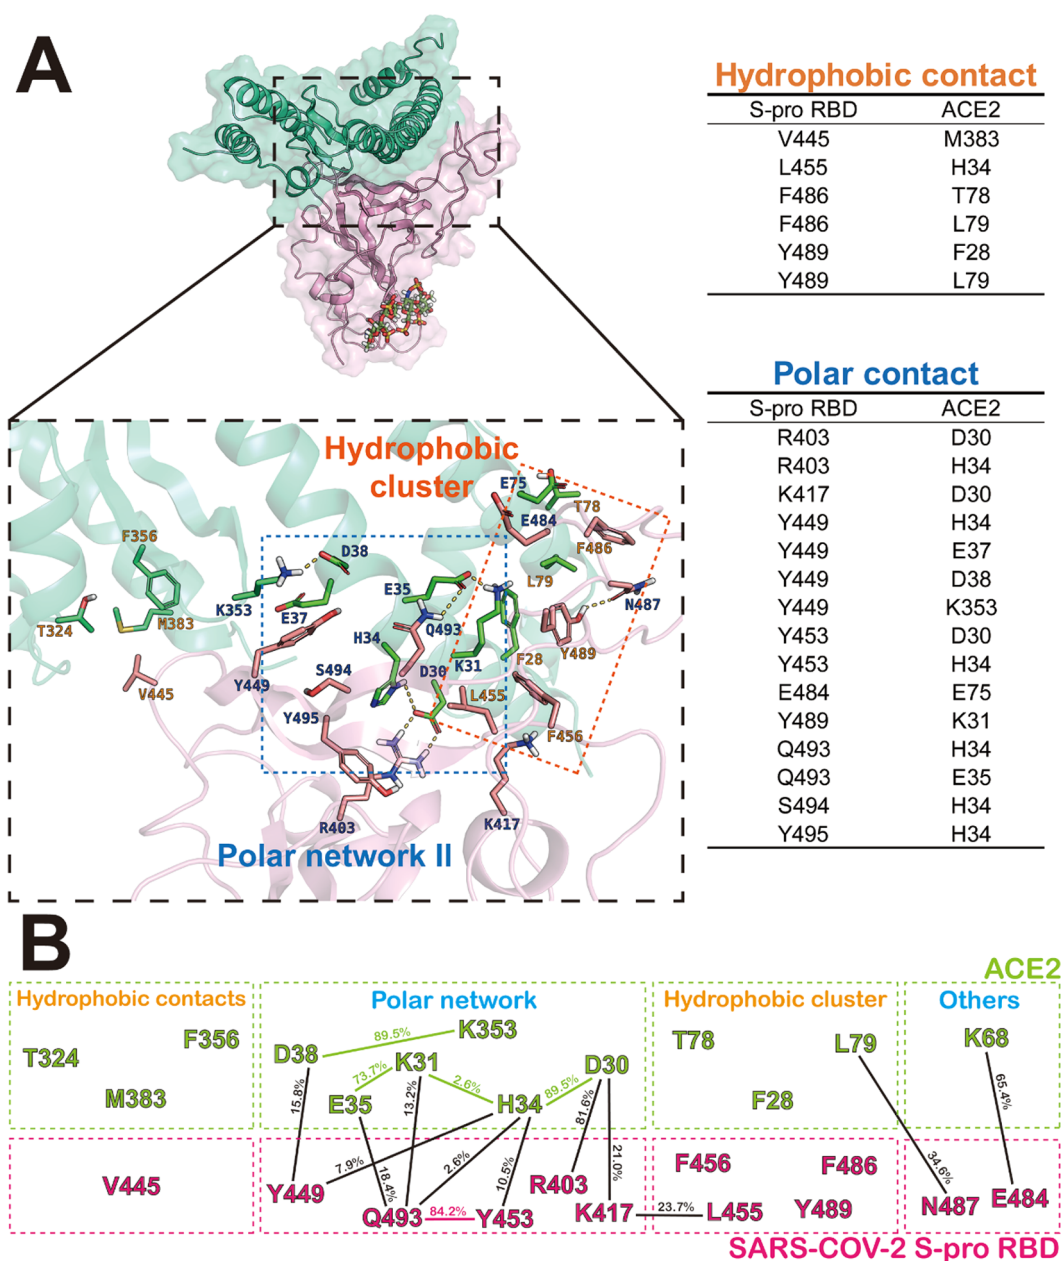 A
Hydrophobic contact
S-pro RBD ACE2
V445 M383
L455 H34
F486 T78
F486 L79
Y489 F28
Y489 L79
Polar contact
S-pro RBD ACE2
R403 D30
R403 H34
K417 D30
Y449 H34
Y449 E37
Y449 D38
Y449 K353
Y453 D30
Y453 H34
E484 E75
Y489 K31
Q493 H34
Q493 E35
S494 H34
Y495 H34
Hydrophobic
cluster
E75
T78
E484
F486
F356
D38
L79
E35
K353
E37
N487
T324
M383
Q493
H34
Y489
K31
F28
S494
D30
Y449
V445
L455
Y495
F456
R403
K417
Polar network II
B
ACE2
Hydrophobic contacts Polar network Hydrophobic cluster Others
F356
T324
M383
K353
89.5%
D38
K31
D30
73.7%
2.6%
89.5%
E35
H34
15.8%
13.2%
81.6%
T78
L79
F28
K68
65.4%
21.0%
7.9%
18.4%
2.6%
10.5%
34.6%
V445
Y449
R403
Q493
84.2%
Y453
K417
23.7%
L455
F456
F486
Y489
N487
E484
SARS-COV-2 S-pro RBD